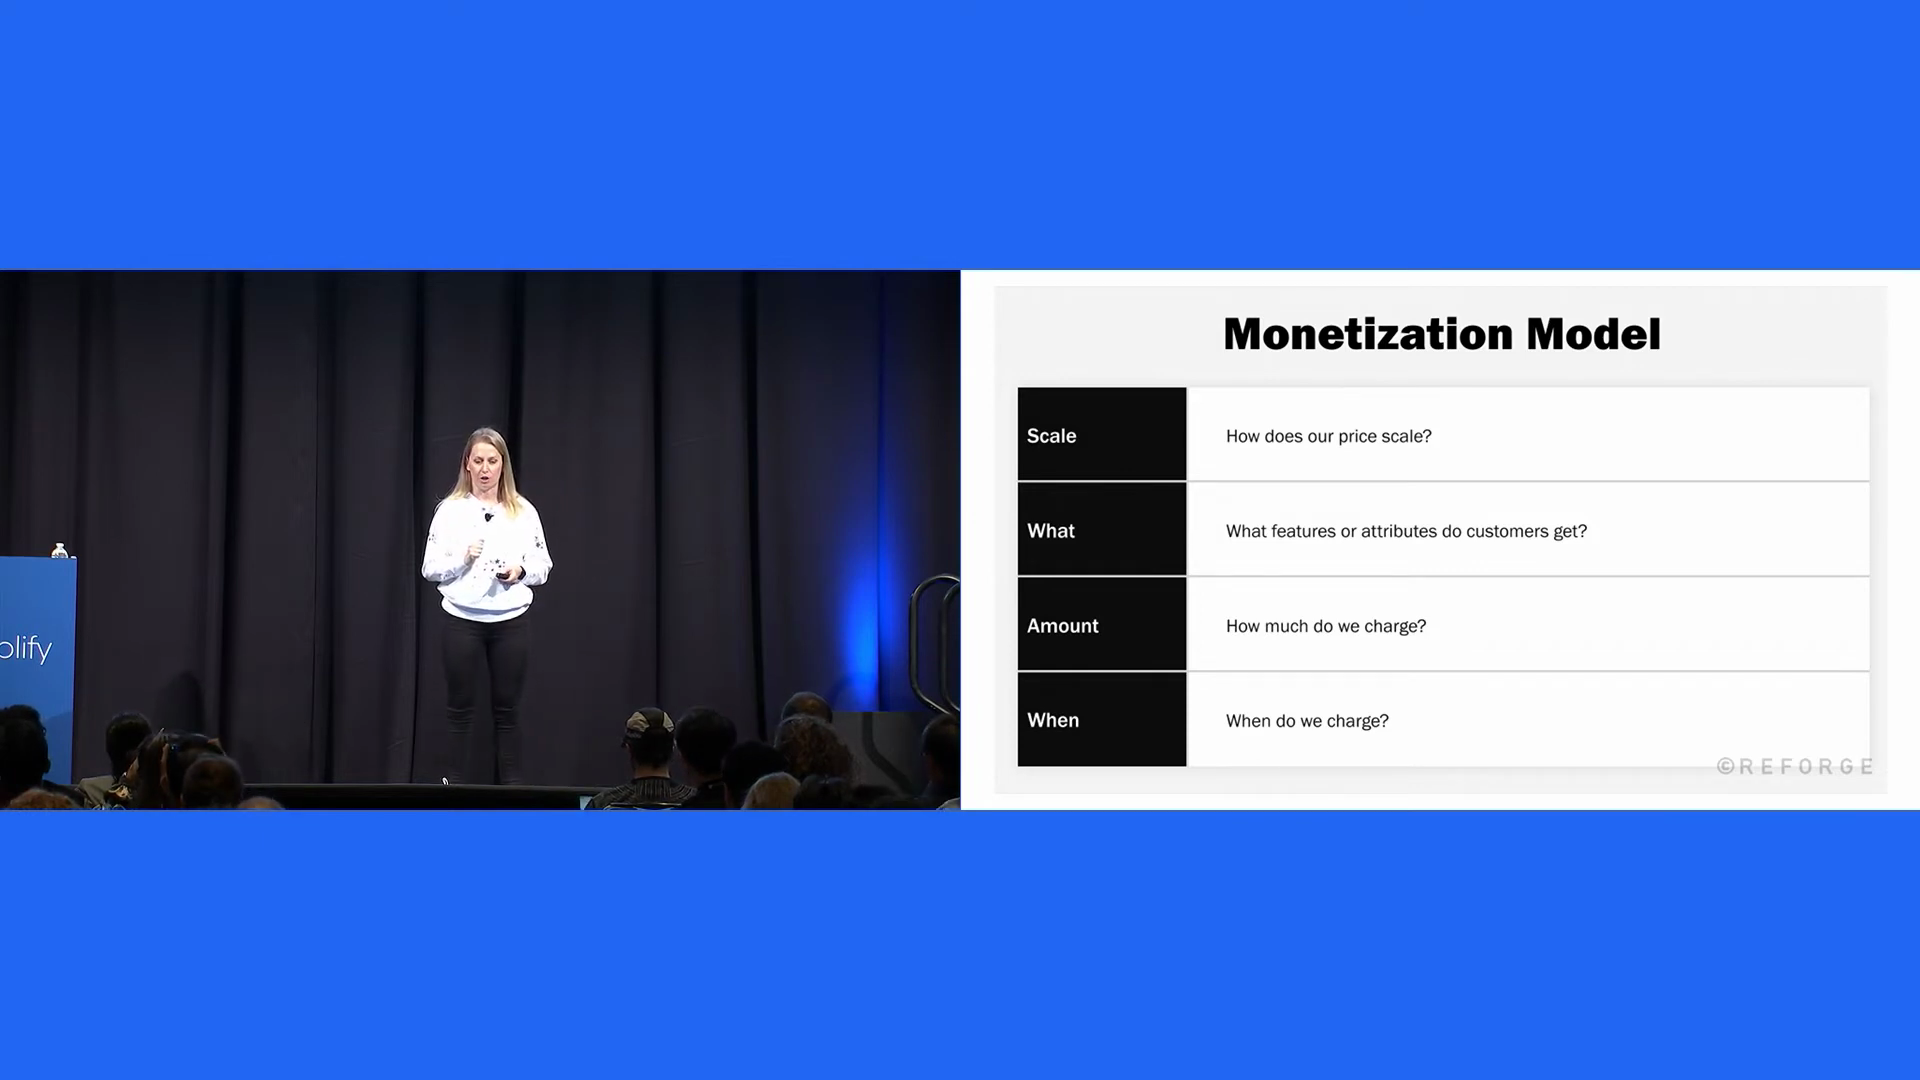 plify
Monetization Model
Scale
How does our price scale?
What
What features or attributes do customers get?
Amount
How much do we charge?
When
When do we charge?
©REFORGE